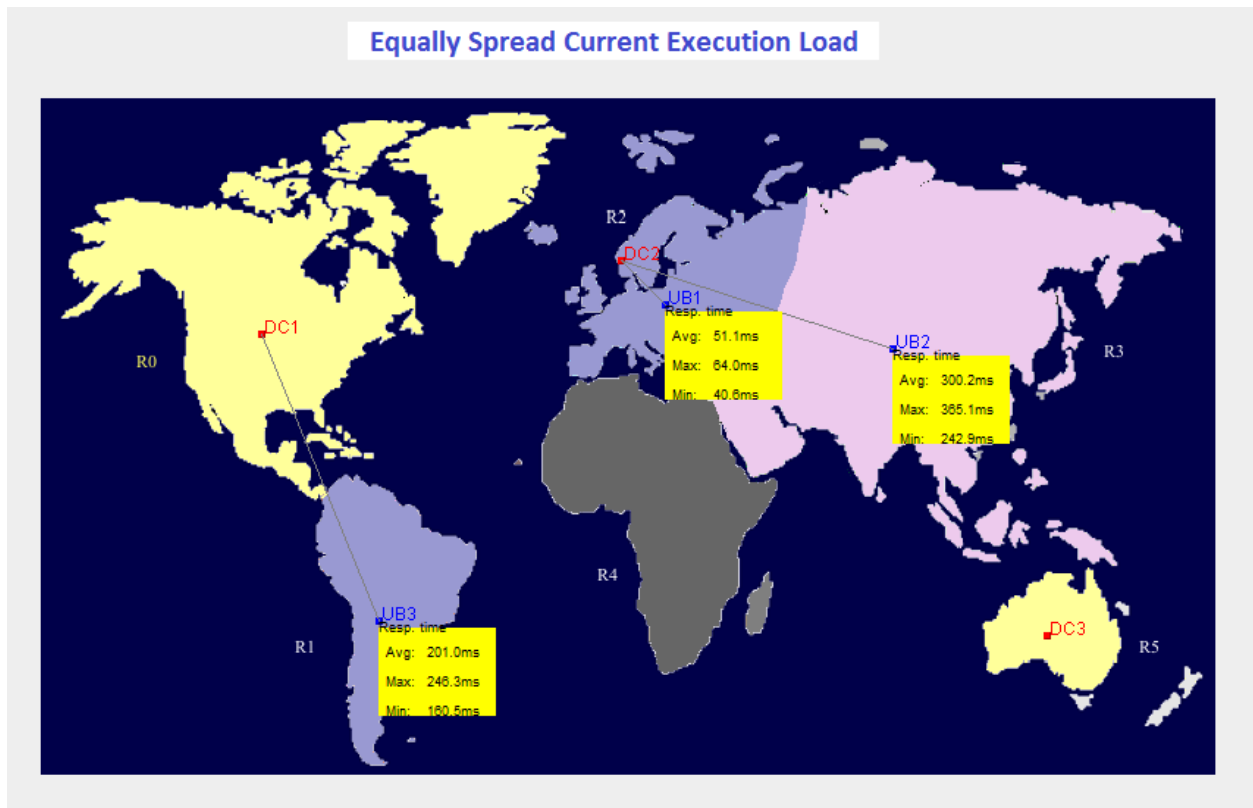 Equally Spread Current Execution Load
R2
DC2
UB1
Resp. time
Avg: 51.1ms
Max: 64.0ms
Min: 40.6ms
DC1
R0
UB2
Resp. time
Avg: 300.2ms
Max: 365.1ms
Min: 242.9ms
R3
R4
UB3
Resp. time
Avg: 201.0ms
Max: 246.3ms
Min: 160.5ms
R1
DC3
R5